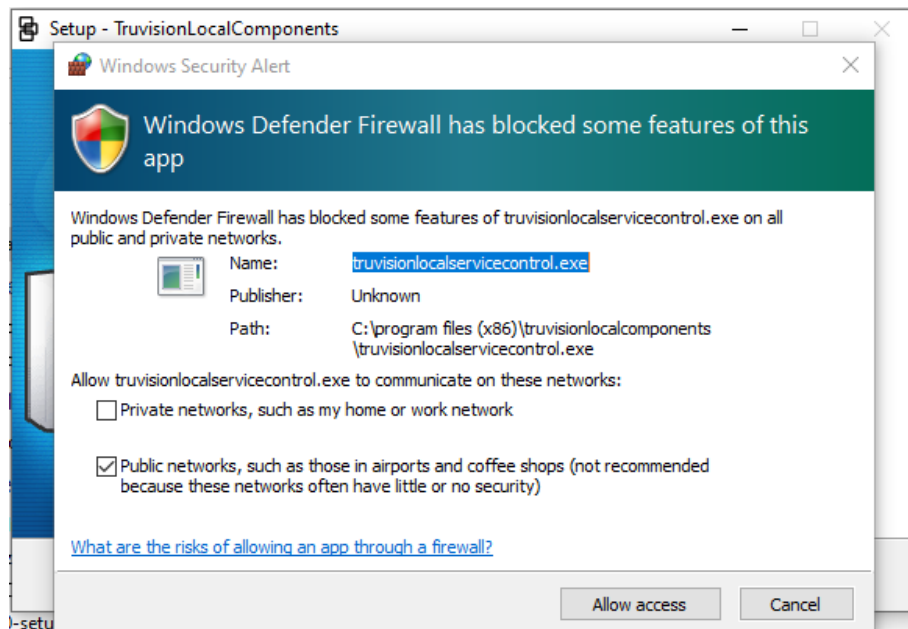 Setup - TruvisionLocalComponents
Windows Security Alert
Windows Defender Firewall has blocked some features of this
app
Windows Defender Firewall has blocked some features of truvisionlocalservicecontrol.exe on all
public and private networks.
Name: truvisionlocalservicecontrol.exe
Publisher: Unknown
Path: C:\program files (x86)\truvisionlocalcomponents
\truvisionlocalservicecontrol.exe
Allow truvisionlocalservicecontrol.exe to communicate on these networks:
Private networks, such as my home or work network
Public networks, such as those in airports and coffee shops (not recommended
because these networks often have little or no security)
What are the risks of allowing an app through a firewall?
Allow access Cancel
-setu